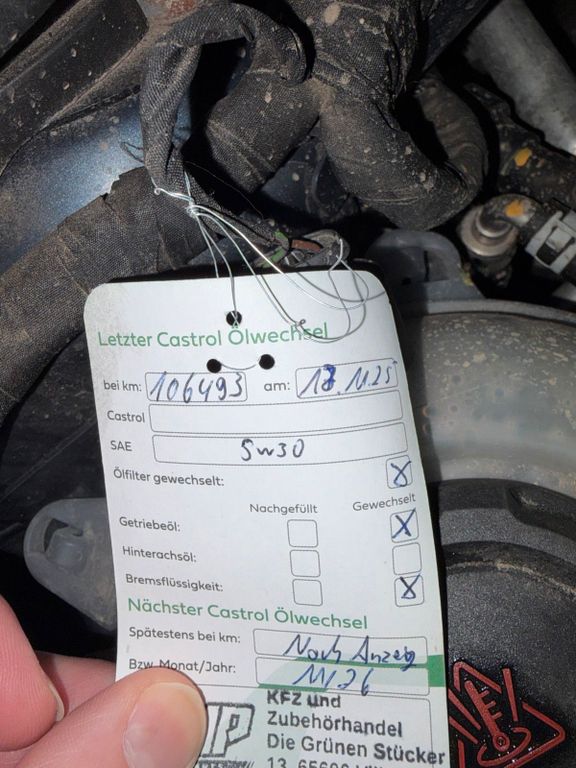 Letzter Castrol Ölwechsel
bei km: 106493 am: 18.11.25
Castrol
SAE 5w30
Ölfilter gewechselt: X
Nachgefüllt Gewechselt
Getriebeöl: X
Hinterachsöl:
Bremsflüssigkeit: X
Nächster Castrol Ölwechsel
Spätestens bei km: Nach Anzeig
Bzw. Monat/Jahr: 11/26
KFZ und
Zubehörhandel
Die Grünen Stücker